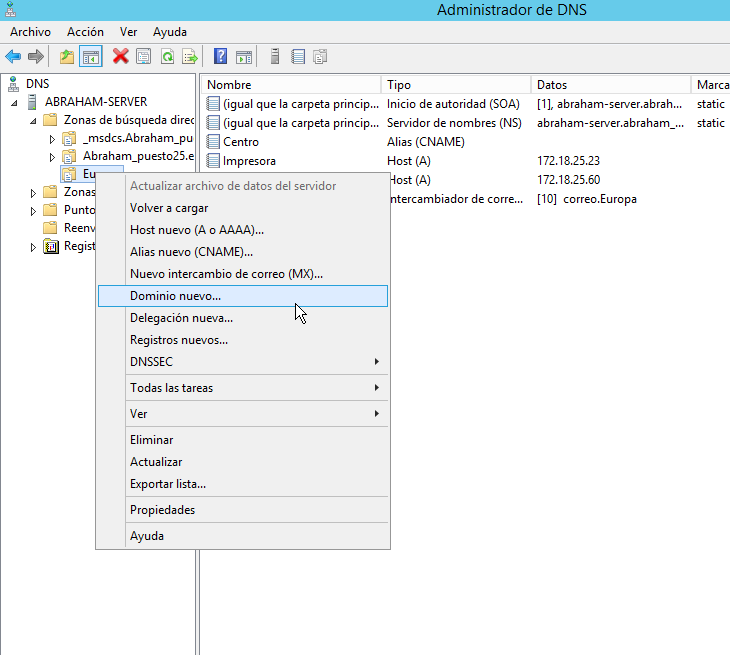 Administrador de DNS
Archivo Acción Ver Ayuda
DNS
ABRAHAM-SERVER
Zonas de búsqueda direc
_msdcs.Abraham_pu
Abraham_puesto25.e
Eu
Zonas
Punto
Reenv
Regist
Nombre Tipo Datos Marca
(igual que la carpeta princip... Inicio de autoridad (SOA) [1], abraham-server.abrah... static
(igual que la carpeta princip... Servidor de nombres (NS) abraham-server.abraham_... static
Centro Alias (CNAME)
Impresora Host (A) 172.18.25.23
Host (A) 172.18.25.60
ntercambiador de corre... [10] correo.Europa
Actualizar archivo de datos del servidor
Volver a cargar
Host nuevo (A o AAAA)...
Alias nuevo (CNAME)...
Nuevo intercambio de correo (MX)...
Dominio nuevo...
Delegación nueva...
Registros nuevos...
DNSSEC
Todas las tareas
Ver
Eliminar
Actualizar
Exportar lista...
Propiedades
Ayuda